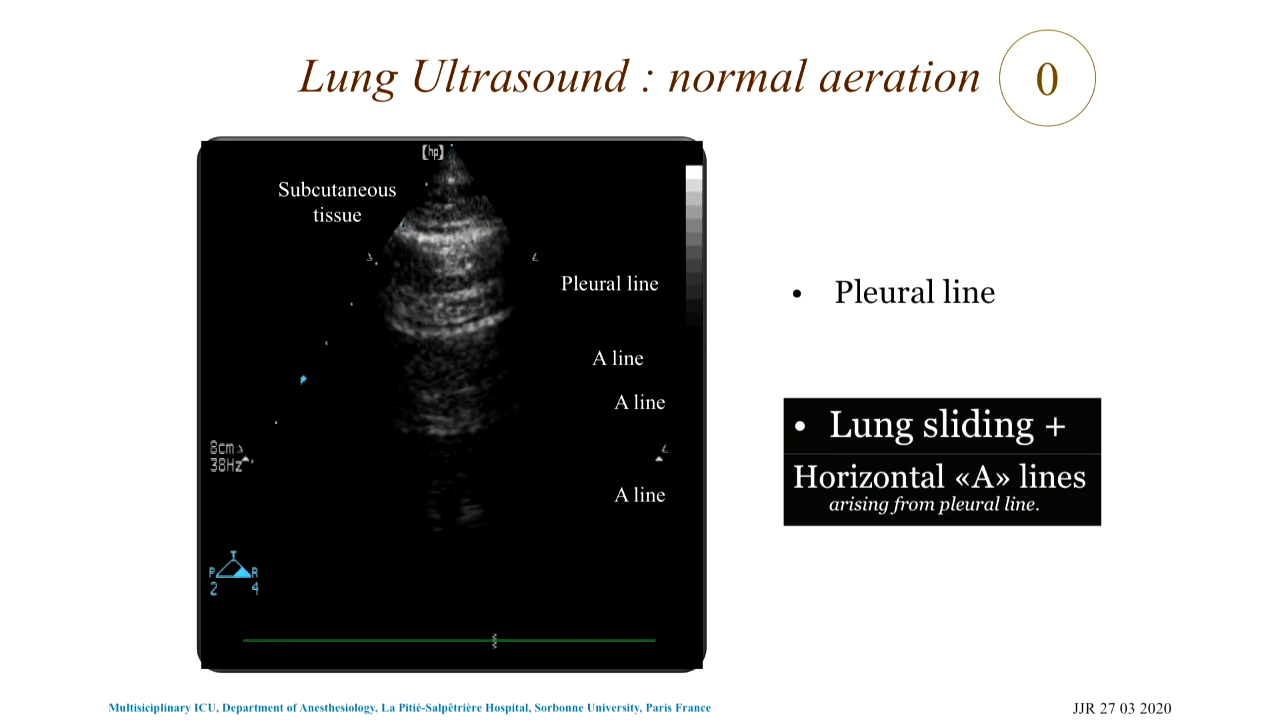 Lung Ultrasound : normal aeration
0
[hp]
Subcutaneous
tissue
Pleural line
A line
A line
A line
8cm
38Hz
T
P R
2 4
• Pleural line
• Lung sliding +
Horizontal «A» lines
arising from pleural line.
Multisiciplinary ICU, Department of Anesthesiology. La Pitié-Salpêtrière Hospital, Sorbonne University. Paris France
JJR 27 03 2020